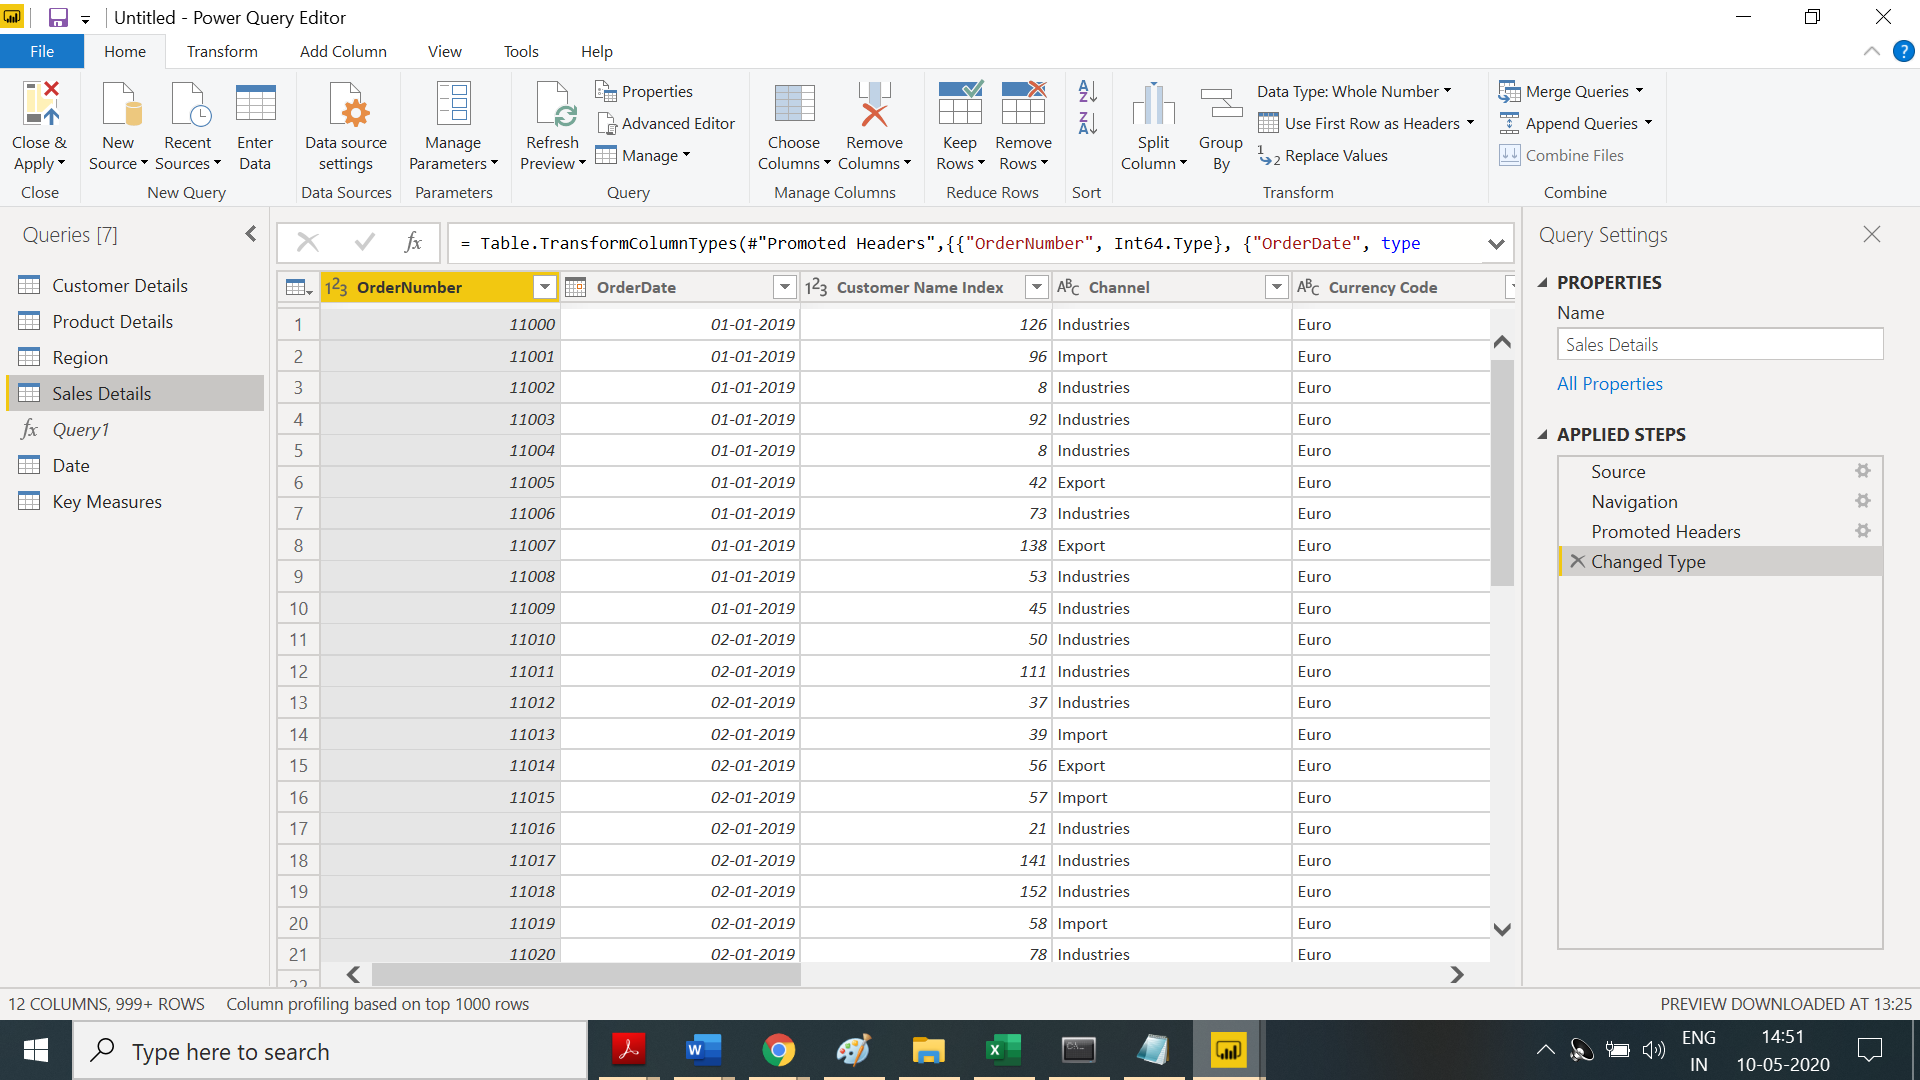 Untitled - Power Query Editor
File Home Transform Add Column View Tools Help
Close & Apply
Close
New Source
Recent Sources
Enter Data
New Query
Data source settings
Data Sources
Manage Parameters
Parameters
Refresh Preview
Properties
Advanced Editor
Manage
Query
Choose Columns
Remove Columns
Manage Columns
Keep Rows
Remove Rows
Reduce Rows
Sort
Split Column
Group By
Data Type: Whole Number
Use First Row as Headers
Replace Values
Transform
Merge Queries
Append Queries
Combine Files
Combine
Queries [7]
Customer Details
Product Details
Region
Sales Details
fx Query1
Date
Key Measures
fx = Table.TransformColumnTypes(#"Promoted Headers",{{"OrderNumber", Int64.Type}, {"OrderDate", type
123 OrderNumber OrderDate 123 Customer Name Index ABC Channel ABC Currency Code
1 11000 01-01-2019 126 Industries Euro
2 11001 01-01-2019 96 Import Euro
3 11002 01-01-2019 8 Industries Euro
4 11003 01-01-2019 92 Industries Euro
5 11004 01-01-2019 8 Industries Euro
6 11005 01-01-2019 42 Export Euro
7 11006 01-01-2019 73 Industries Euro
8 11007 01-01-2019 138 Export Euro
9 11008 01-01-2019 53 Industries Euro
10 11009 01-01-2019 45 Industries Euro
11 11010 02-01-2019 50 Industries Euro
12 11011 02-01-2019 111 Industries Euro
13 11012 02-01-2019 37 Industries Euro
14 11013 02-01-2019 39 Import Euro
15 11014 02-01-2019 56 Export Euro
16 11015 02-01-2019 57 Import Euro
17 11016 02-01-2019 21 Industries Euro
18 11017 02-01-2019 141 Industries Euro
19 11018 02-01-2019 152 Industries Euro
20 11019 02-01-2019 58 Import Euro
21 11020 02-01-2019 78 Industries Euro
22
Query Settings
PROPERTIES
Name
Sales Details
All Properties
APPLIED STEPS
Source
Navigation
Promoted Headers
Changed Type
12 COLUMNS, 999+ ROWS Column profiling based on top 1000 rows PREVIEW DOWNLOADED AT 13:25
Type here to search
ENG
IN
14:51
10-05-2020